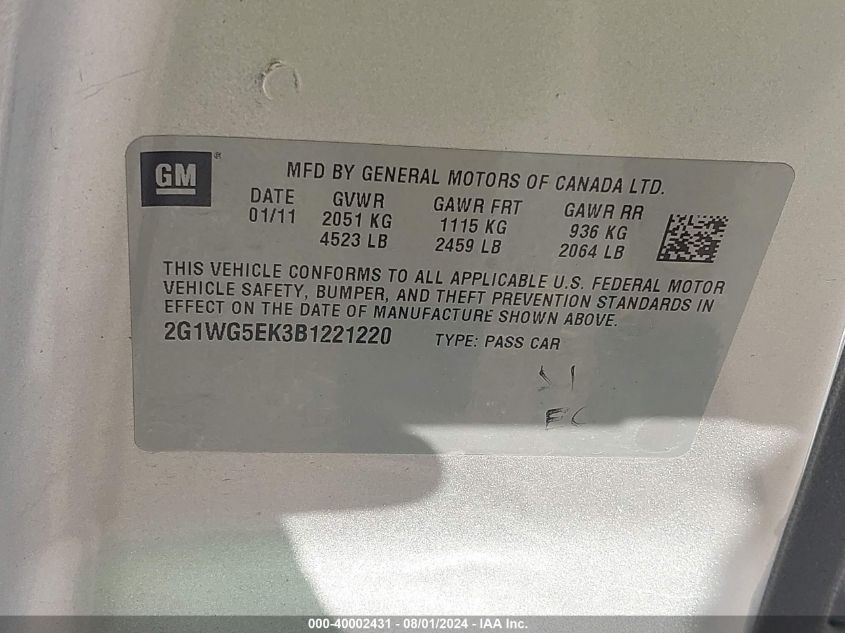 GM ®
MFD BY GENERAL MOTORS OF CANADA LTD.
DATE GVWR GAWR FRT GAWR RR
01/11 2051 KG 1115 KG 936 KG
4523 LB 2459 LB 2064 LB
THIS VEHICLE CONFORMS TO ALL APPLICABLE U.S. FEDERAL MOTOR
VEHICLE SAFETY, BUMPER, AND THEFT PREVENTION STANDARDS IN
EFFECT ON THE DATE OF MANUFACTURE SHOWN ABOVE.
2G1WG5EK3B1221220 TYPE: PASS CAR
000-40002431 - 08/01/2024 - IAA Inc.